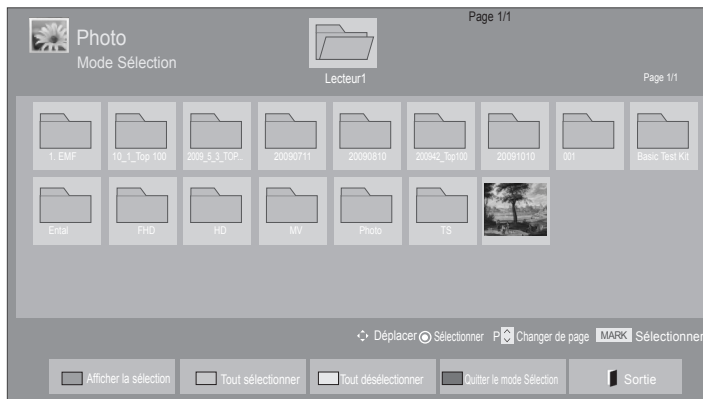 Page 1/1
Photo
Mode Sélection
Lecteur1
Page 1/1
1. EMF 10_1_Top 100 2009_5_3_TOP... 20090711 20090810 200942_Top100 20091010 001 Basic Test Kit
Ental FHD HD MV Photo TS
Déplacer Sélectionner P Changer de page MARK Sélectionner
Afficher la sélection Tout sélectionner Tout désélectionner Quitter le mode Sélection Sortie